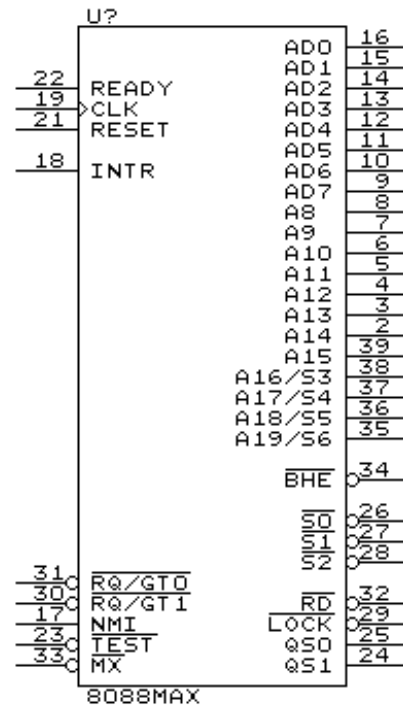 U?
22 READY
19 CLK
21 RESET
18 INTR
31 RQ/GT0
30 RQ/GT1
17 NMI
23 TEST
33 MX
AD0 16
AD1 15
AD2 14
AD3 13
AD4 12
AD5 11
AD6 10
AD7 9
A8 8
A9 7
A10 6
A11 5
A12 4
A13 3
A14 2
A15 39
A16/S3 38
A17/S4 37
A18/S5 36
A19/S6 35
BHE 34
S0 26
S1 27
S2 28
RD 32
LOCK 29
QS0 25
QS1 24
8088MAX